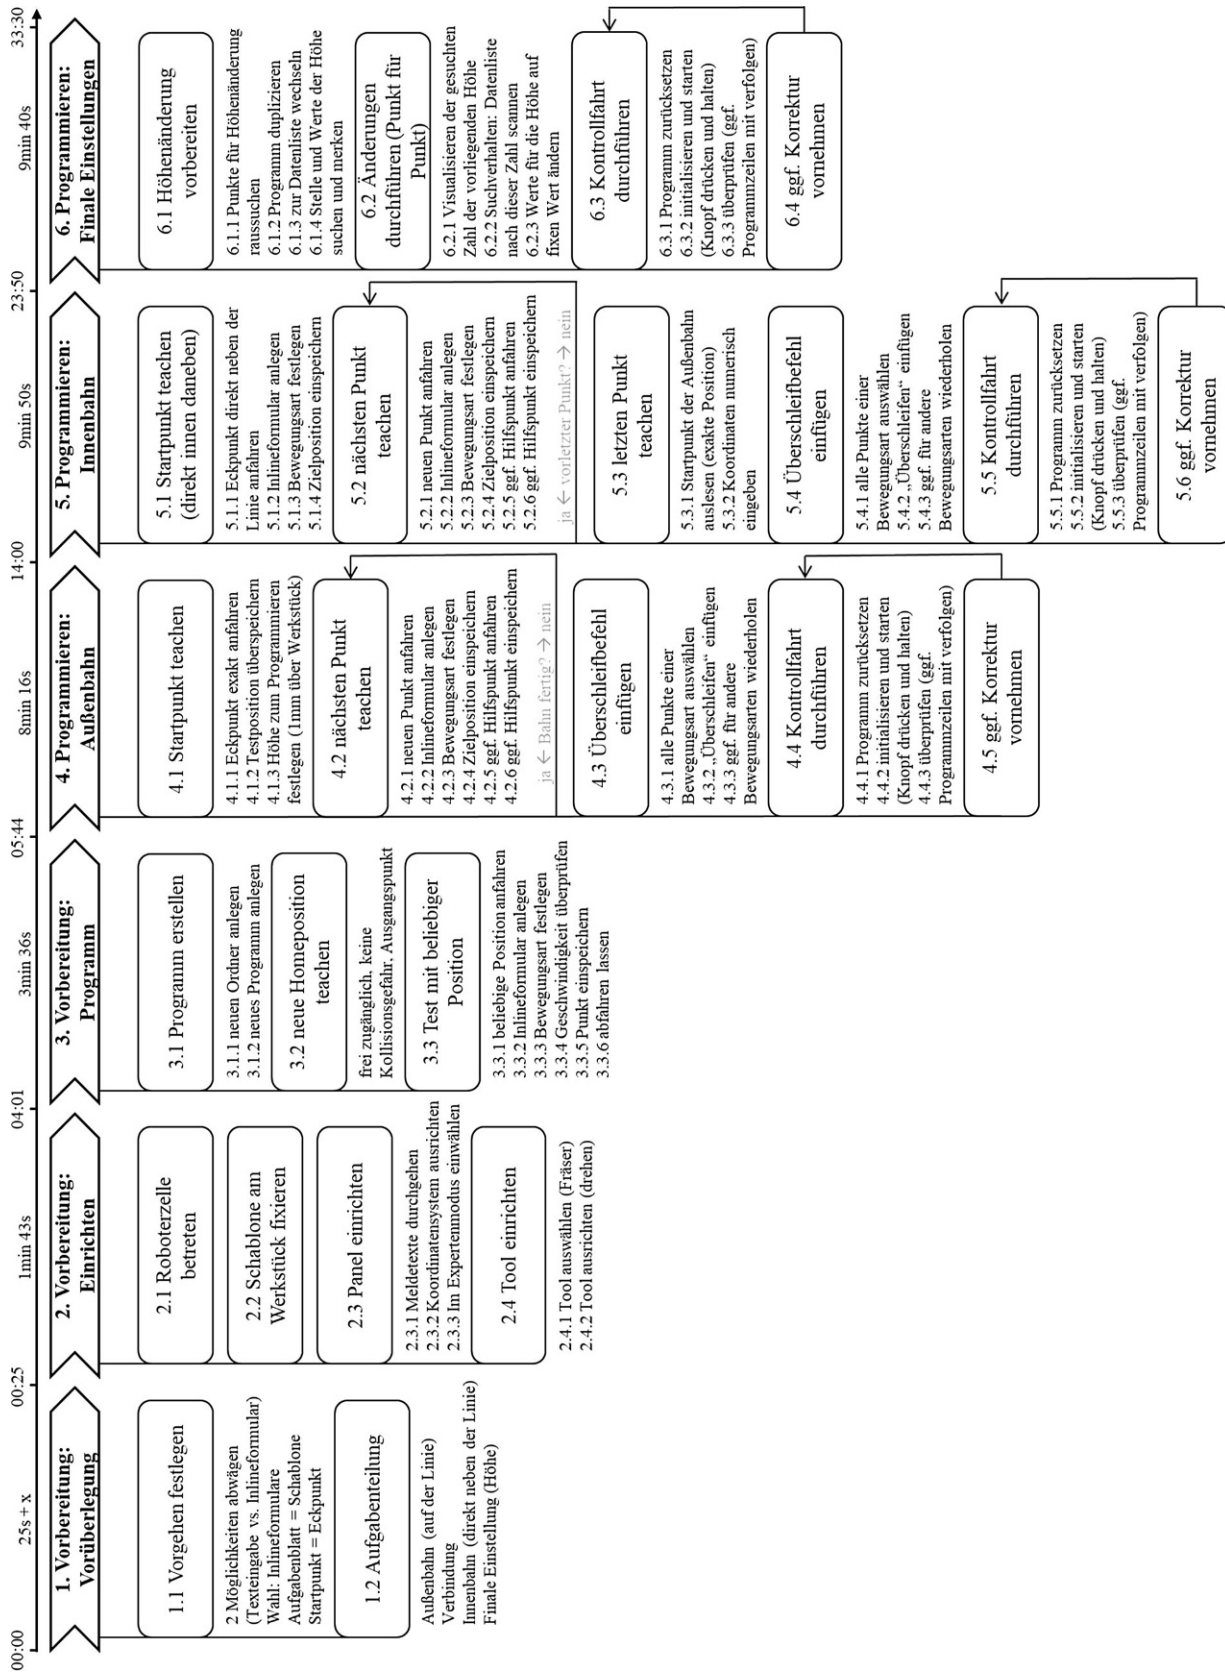 00:00
25s + x
00:25
1min 43s
04:01
3min 36s
05:44
8min 16s
14:00
9min 50s
23:50
9min 40s
33:30
1. Vorbereitung:
Vorüberlegung
1.1 Vorgehen festlegen
2 Möglichkeiten abwägen
(Texteingabe vs. Inlineformular)
Wahl: Inlineformulare
Aufgabenblatt = Schablone
Startpunkt = Eckpunkt
1.2 Aufgabenteilung
Außenbahn (auf der Linie)
Verbindung
Innenbahn (direkt neben der Linie)
Finale Einstellung (Höhe)
2. Vorbereitung:
Einrichten
2.1 Roboterzelle
betreten
2.2 Schablone am
Werkstück fixieren
2.3 Panel einrichten
2.3.1 Meldetexte durchgehen
2.3.2 Koordinatensystem ausrichten
2.3.3 Im Expertenmodus einwählen
2.4 Tool einrichten
2.4.1 Tool auswählen (Fräser)
2.4.2 Tool ausrichten (drehen)
3. Vorbereitung:
Programm
3.1 Programm erstellen
3.1.1 neuen Ordner anlegen
3.1.2 neues Programm anlegen
3.2 neue Homeposition
teachen
frei zugänglich, keine
Kollisionsgefahr, Ausgangspunkt
3.3 Test mit beliebiger
Position
3.3.1 beliebige Position anfahren
3.3.2 Inlineformular anlegen
3.3.3 Bewegungsart festlegen
3.3.4 Geschwindigkeit überprüfen
3.3.5 Punkt einspeichern
3.3.6 abfahren lassen
4. Programmieren:
Außenbahn
4.1 Startpunkt teachen
4.1.1 Eckpunkt exakt anfahren
4.1.2 Testposition überspeichern
4.1.3 Höhe zum Programmieren
festlegen (1mm über Werkstück)
4.2 nächsten Punkt
teachen
4.2.1 neuen Punkt anfahren
4.2.2 Inlineformular anlegen
4.2.3 Bewegungsart festlegen
4.2.4 Zielposition einspeichern
4.2.5 ggf. Hilfspunkt anfahren
4.2.6 ggf. Hilfspunkt einspeichern
ja ← Bahn fertig? → nein
4.3 Überschleifbefehl
einfügen
4.3.1 alle Punkte einer
Bewegungsart auswählen
4.3.2 „Überschleifen“ einfügen
4.3.3 ggf. für andere
Bewegungsarten wiederholen
4.4 Kontrollfahrt
durchführen
4.4.1 Programm zurücksetzen
4.4.2 initialisieren und starten
(Knopf drücken und halten)
4.4.3 überprüfen (ggf.
Programmzeilen mit verfolgen)
4.5 ggf. Korrektur
vornehmen
5. Programmieren:
Innenbahn
5.1 Startpunkt teachen
(direkt innen daneben)
5.1.1 Eckpunkt direkt neben der
Linie anfahren
5.1.2 Inlineformular anlegen
5.1.3 Bewegungsart festlegen
5.1.4 Zielposition einspeichern
5.2 nächsten Punkt
teachen
5.2.1 neuen Punkt anfahren
5.2.2 Inlineformular anlegen
5.2.3 Bewegungsart festlegen
5.2.4 Zielposition einspeichern
5.2.5 ggf. Hilfspunkt anfahren
5.2.6 ggf. Hilfspunkt einspeichern
ja ← vorletzter Punkt? → nein
5.3 letzten Punkt
teachen
5.3.1 Startpunkt der Außenbahn
auslesen (exakte Position)
5.3.2 Koordinaten numerisch
eingeben
5.4 Überschleifbefehl
einfügen
5.4.1 alle Punkte einer
Bewegungsart auswählen
5.4.2 „Überschleifen“ einfügen
5.4.3 ggf. für andere
Bewegungsarten wiederholen
5.5 Kontrollfahrt
durchführen
5.5.1 Programm zurücksetzen
5.5.2 initialisieren und starten
(Knopf drücken und halten)
5.5.3 überprüfen (ggf.
Programmzeilen mit verfolgen)
5.6 ggf. Korrektur
vornehmen
6. Programmieren:
Finale Einstellungen
6.1 Höhenänderung
vorbereiten
6.1.1 Punkte für Höhenänderung
raussuchen
6.1.2 Programm duplizieren
6.1.3 zur Datenliste wechseln
6.1.4 Stelle und Werte der Höhe
suchen und merken
6.2 Änderungen
durchführen (Punkt für
Punkt)
6.2.1 Visualisieren der gesuchten
Zahl der vorliegenden Höhe
6.2.2 Suchverhalten: Datenliste
nach dieser Zahl scannen
6.2.3 Werte für die Höhe auf
fixen Wert ändern
6.3 Kontrollfahrt
durchführen
6.3.1 Programm zurücksetzen
6.3.2 initialisieren und starten
(Knopf drücken und halten)
6.3.3 überprüfen (ggf.
Programmzeilen mit verfolgen)
6.4 ggf. Korrektur
vornehmen